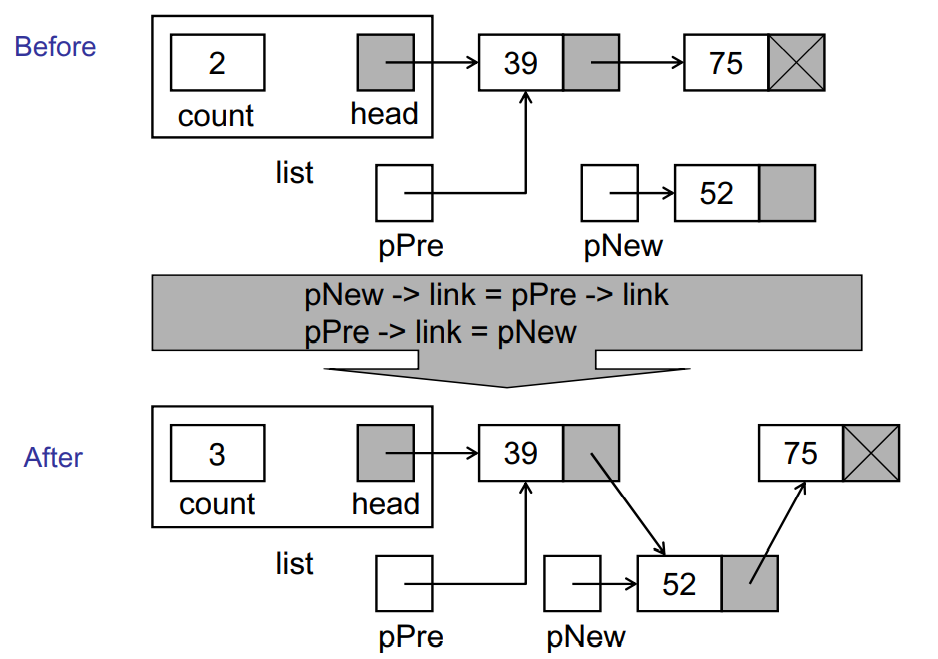 Before
2
39
75
count
head
list
52
pPre
pNew
pNew -> link = pPre -> link
pPre -> link = pNew
After
3
39
75
count
head
list
52
pPre
pNew